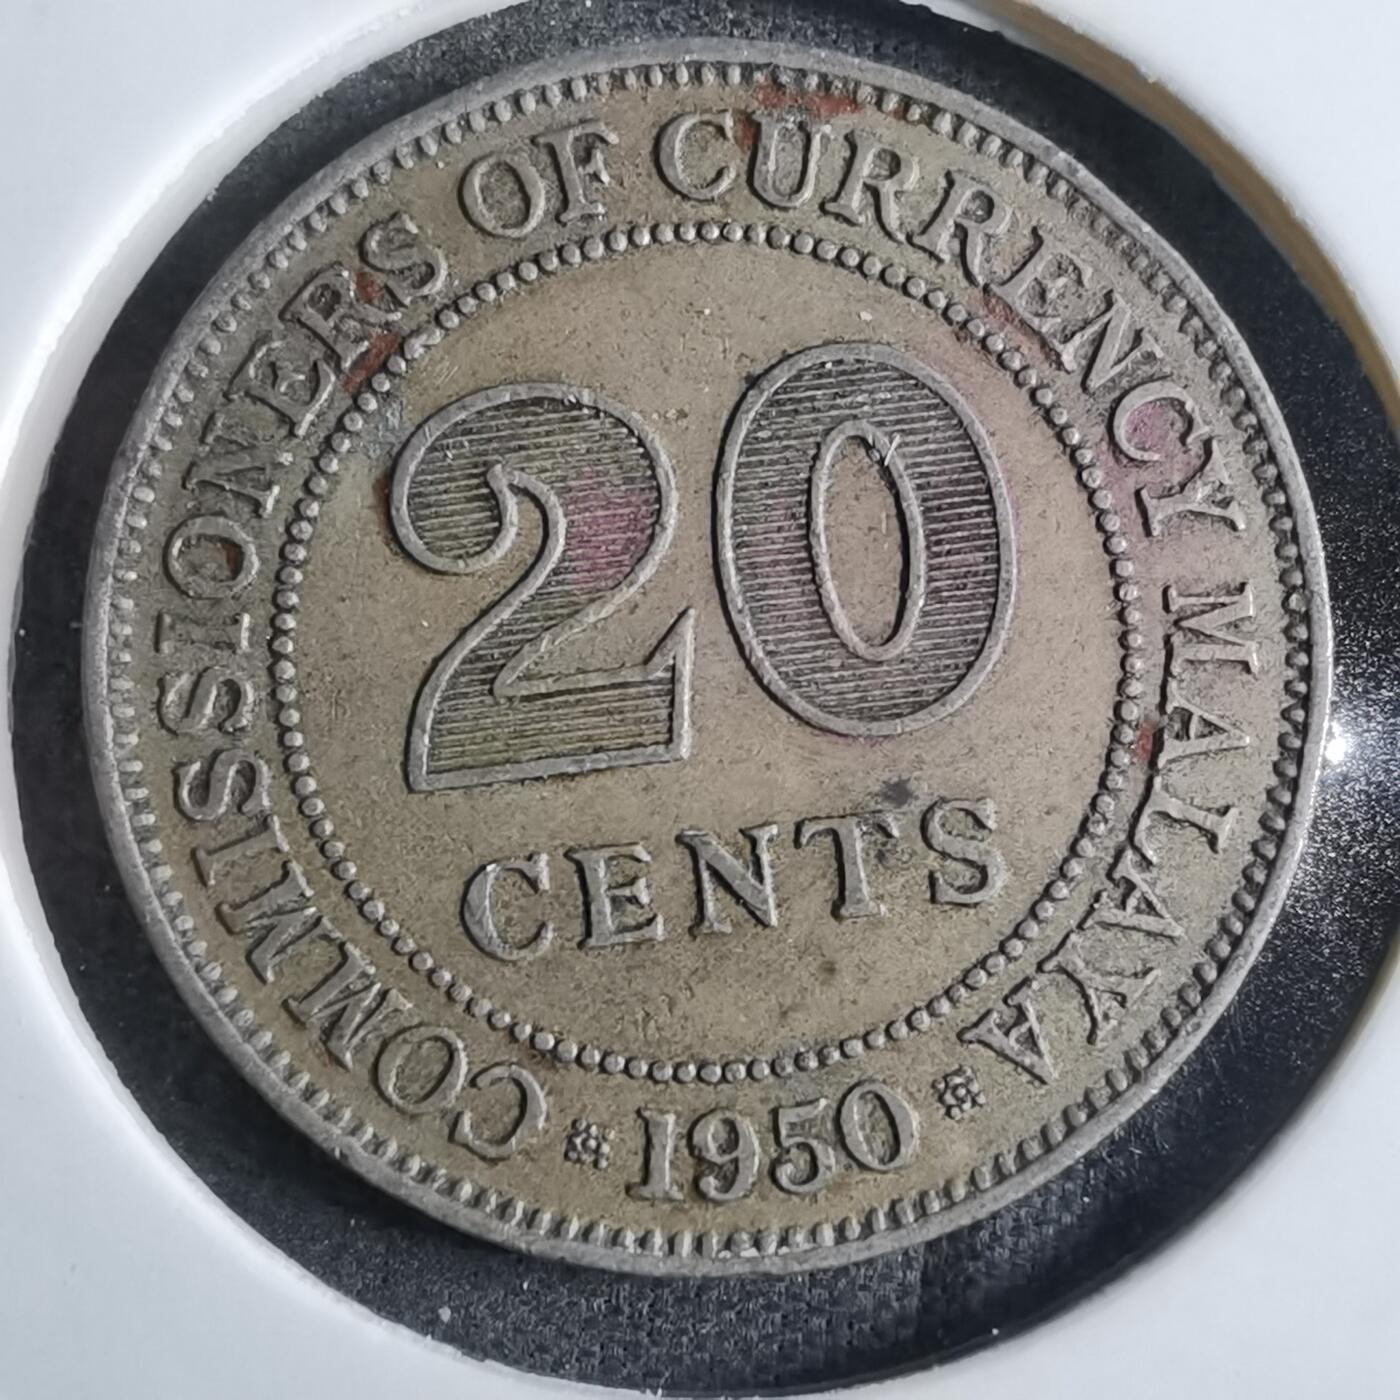 COMMISSIONERS OF CURRENCY MALAYA
20
CENTS
1950